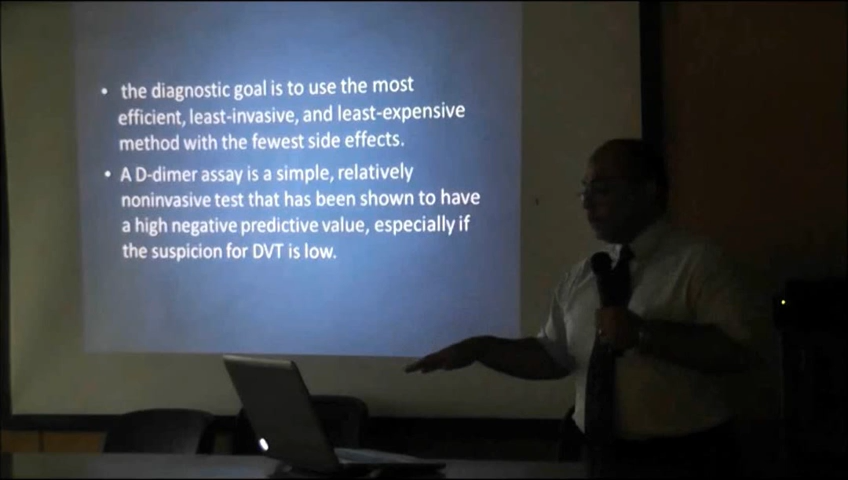 • the diagnostic goal is to use the most
efficient, least-invasive, and least-expensive
method with the fewest side effects.
• A D-dimer assay is a simple, relatively
noninvasive test that has been shown to have
a high negative predictive value, especially if
the suspicion for DVT is low.